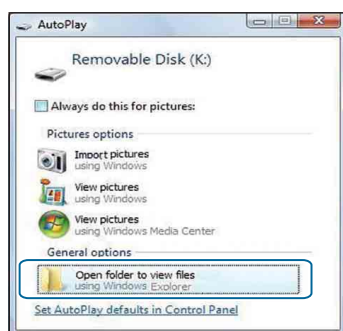 AutoPlay
Removable Disk (K:)
Always do this for pictures:
Pictures options
Import pictures
using Windows
View pictures
using Windows
View pictures
using Windows Media Center
General options
Open folder to view files
using Windows Explorer
Set AutoPlay defaults in Control Panel